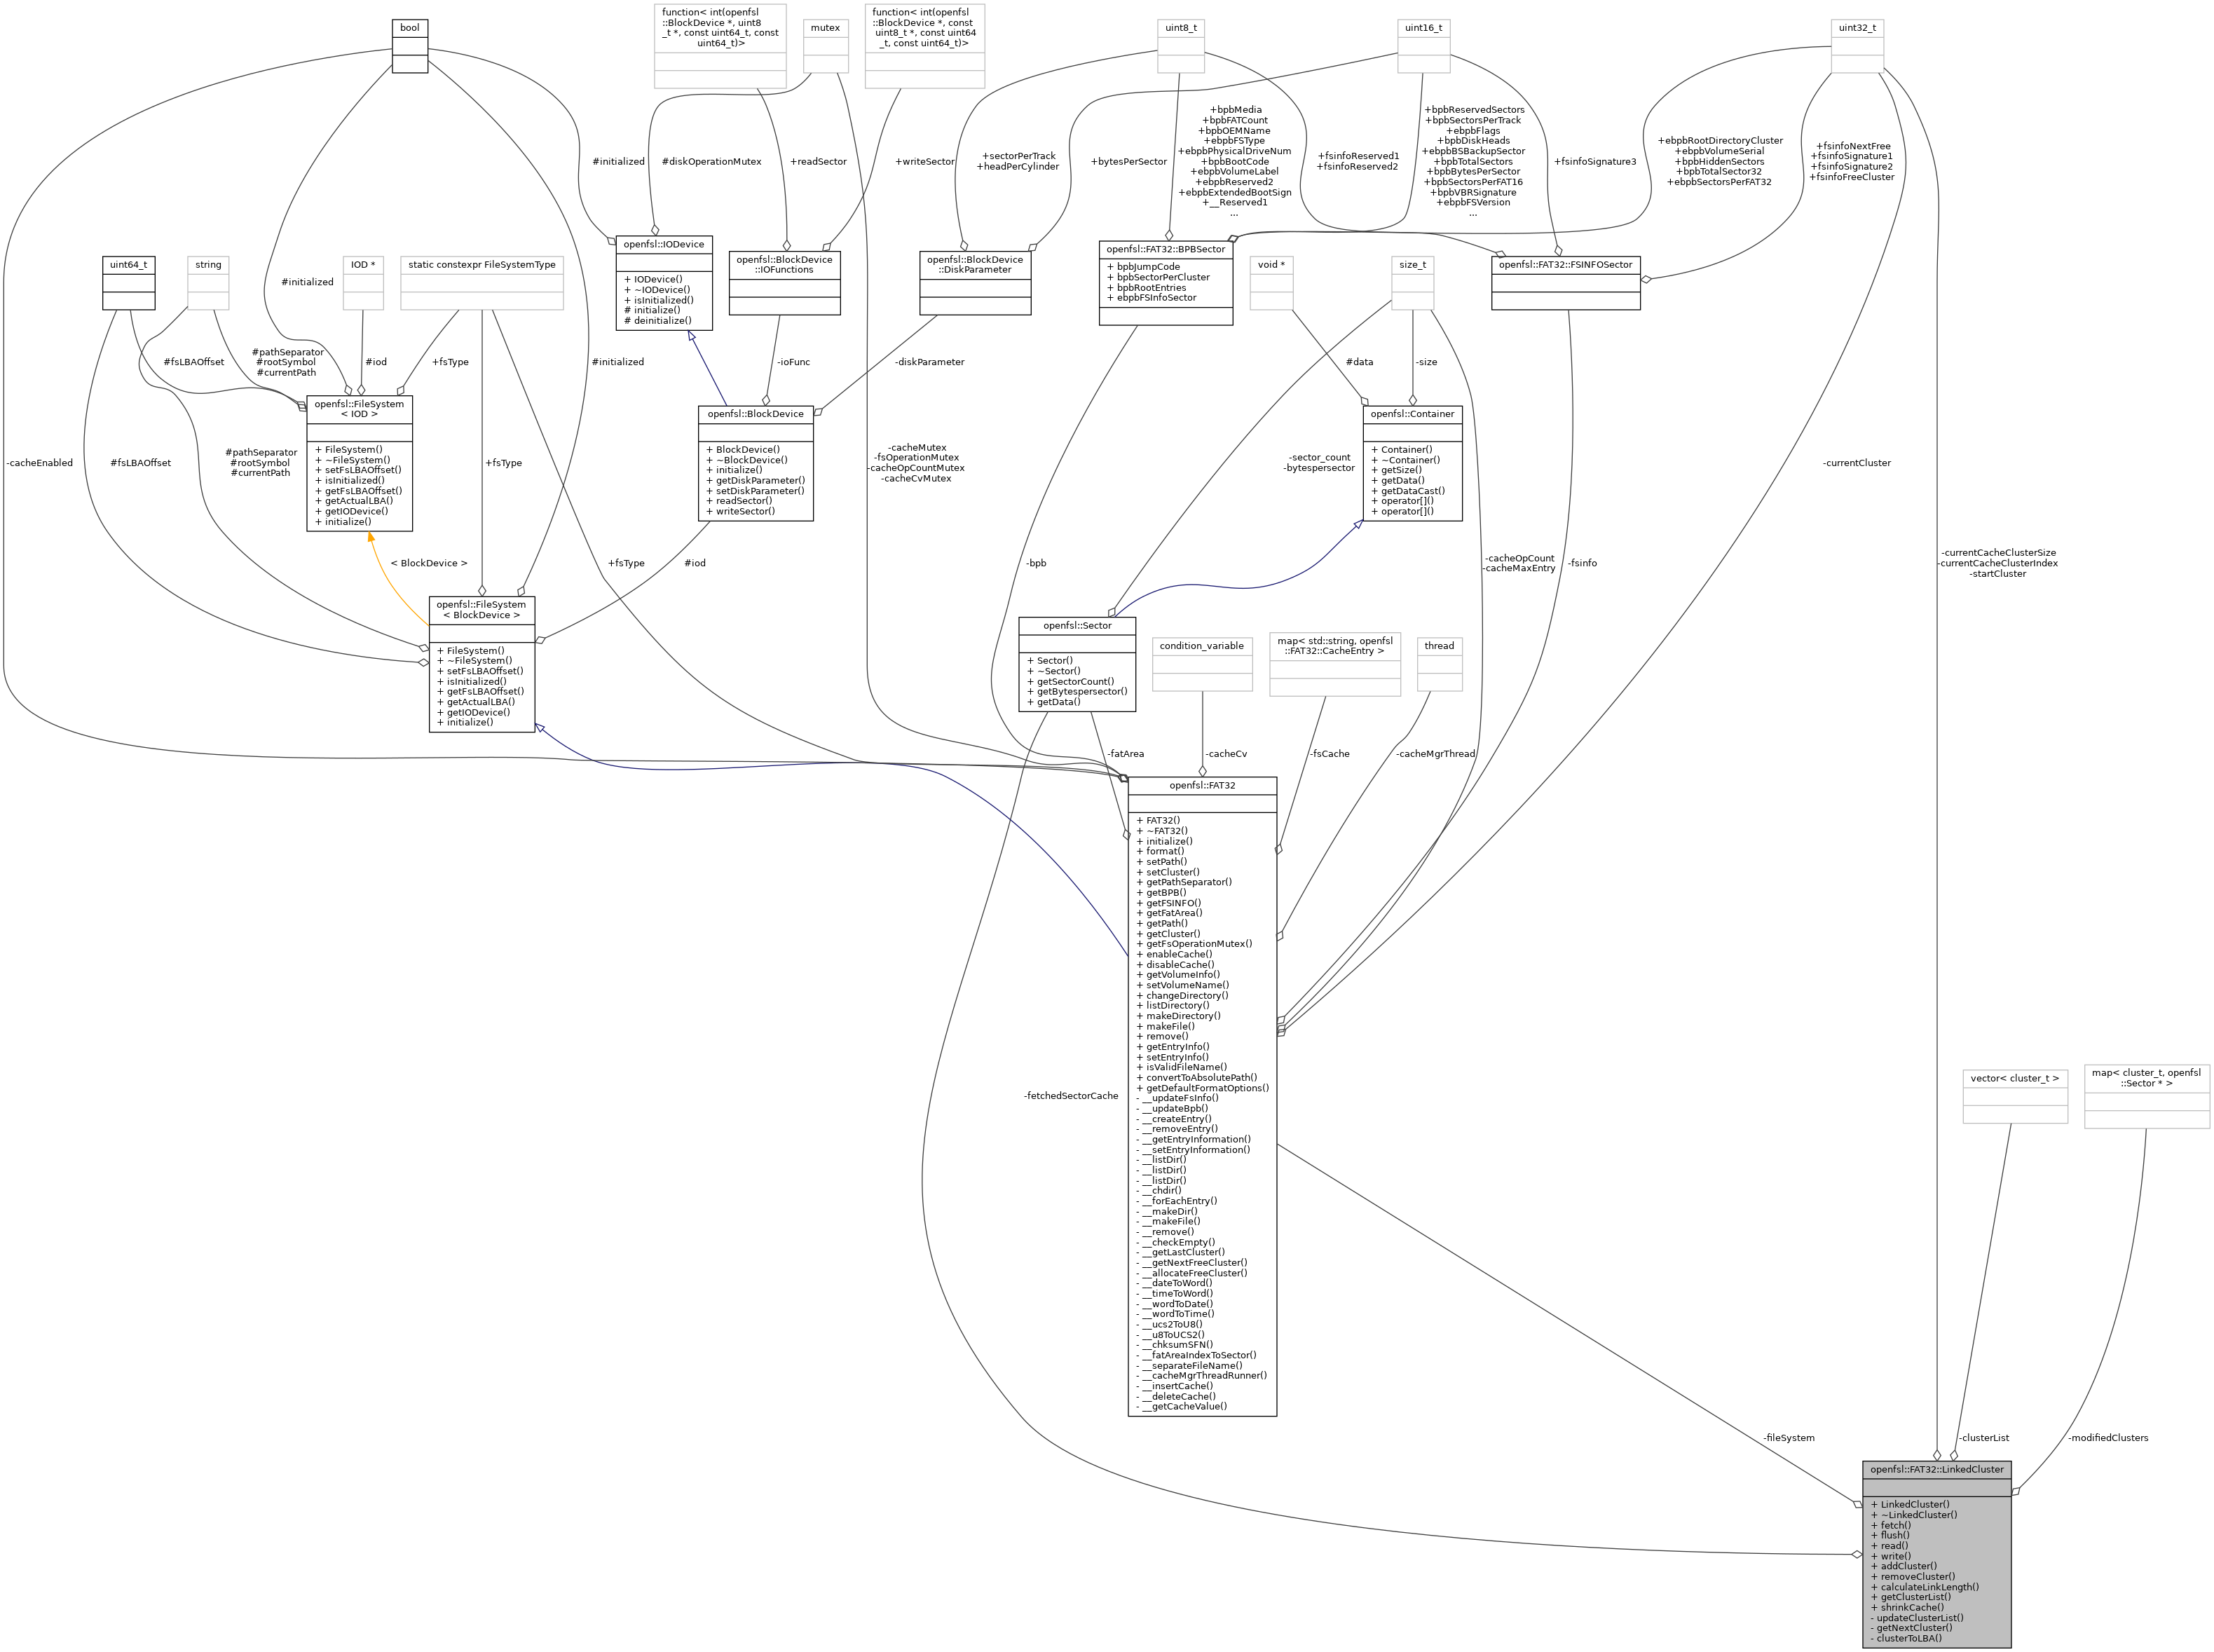 bool
function< int(openfsl
::BlockDevice *, uint8
_t *, const uint64_t, const
uint64_t)>
mutex
function< int(openfsl
::BlockDevice *, const
uint8_t *, const uint64
_t, const uint64_t)>
uint8_t
uint16_t
uint32_t
#initialized
#diskOperationMutex
+readSector
+writeSector
+sectorPerTrack
+headPerCylinder
+bytesPerSector
+bpbMedia
+bpbFATCount
+bpbOEMName
+ebpbFSType
+ebpbPhysicalDriveNum
+bpbBootCode
+ebpbVolumeLabel
+ebpbReserved2
+ebpbExtendedBootSign
+__Reserved1
...
+fsinfoReserved1
+fsinfoReserved2
+bpbReservedSectors
+bpbSectorsPerTrack
+ebpbFlags
+bpbDiskHeads
+ebpbBSBackupSector
+bpbTotalSectors
+bpbBytesPerSector
+bpbSectorsPerFAT16
+bpbVBRSignature
+ebpbFSVersion
...
+fsinfoSignature3
+ebpbRootDirectoryCluster
+ebpbVolumeSerial
+bpbHiddenSectors
+bpbTotalSector32
+ebpbSectorsPerFAT32
+fsinfoNextFree
+fsinfoSignature1
+fsinfoSignature2
+fsinfoFreeCluster
uint64_t
string
#initialized
IOD *
static constexpr FileSystemType
openfsl::IODevice
+ IODevice()
+ ~IODevice()
+ isInitialized()
# initialize()
# deinitialize()
openfsl::BlockDevice
::IOFunctions
openfsl::BlockDevice
::DiskParameter
openfsl::FAT32::BPBSector
+ bpbJumpCode
+ bpbSectorPerCluster
+ bpbRootEntries
+ ebpbFSInfoSector
void *
size_t
openfsl::FAT32::FSINFOSector
#fsLBAOffset
#pathSeparator
#rootSymbol
#currentPath
#iod
+fsType
#initialized
-ioFunc
-diskParameter
#data
-size
openfsl::FileSystem
< IOD >
+ FileSystem()
+ ~FileSystem()
+ setFsLBAOffset()
+ isInitialized()
+ getFsLBAOffset()
+ getActualLBA()
+ getIODevice()
+ initialize()
openfsl::BlockDevice
+ BlockDevice()
+ ~BlockDevice()
+ initialize()
+ getDiskParameter()
+ setDiskParameter()
+ readSector()
+ writeSector()
openfsl::Container
+ Container()
+ ~Container()
+ getSize()
+ getData()
+ getDataCast()
+ operator[]()
+ operator[]()
-cacheEnabled
#fsLBAOffset
#pathSeparator
#rootSymbol
#currentPath
+fsType
-cacheMutex
-fsOperationMutex
-cacheOpCountMutex
-cacheCvMutex
-sector_count
-bytespersector
-currentCluster
< BlockDevice >
+fsType
#iod
-bpb
-cacheOpCount
-cacheMaxEntry
-fsinfo
-currentCacheClusterSize
-currentCacheClusterIndex
-startCluster
openfsl::FileSystem
< BlockDevice >
+ FileSystem()
+ ~FileSystem()
+ setFsLBAOffset()
+ isInitialized()
+ getFsLBAOffset()
+ getActualLBA()
+ getIODevice()
+ initialize()
openfsl::Sector
+ Sector()
+ ~Sector()
+ getSectorCount()
+ getBytespersector()
+ getData()
condition_variable
map< std::string, openfsl
::FAT32::CacheEntry >
thread
-fatArea
-cacheCv
-fsCache
-cacheMgrThread
openfsl::FAT32
+ FAT32()
+ ~FAT32()
+ initialize()
+ format()
+ setPath()
+ setCluster()
+ getPathSeparator()
+ getBPB()
+ getFSINFO()
+ getFatArea()
+ getPath()
+ getCluster()
+ getFsOperationMutex()
+ enableCache()
+ disableCache()
+ getVolumeInfo()
+ setVolumeName()
+ changeDirectory()
+ listDirectory()
+ makeDirectory()
+ makeFile()
+ remove()
+ getEntryInfo()
+ setEntryInfo()
+ isValidFileName()
+ convertToAbsolutePath()
+ getDefaultFormatOptions()
- __updateFsInfo()
- __updateBpb()
- __createEntry()
- __removeEntry()
- __getEntryInformation()
- __setEntryInformation()
- __listDir()
- __listDir()
- __listDir()
- __chdir()
- __forEachEntry()
- __makeDir()
- __makeFile()
- __remove()
- __checkEmpty()
- __getLastCluster()
- __getNextFreeCluster()
- __allocateFreeCluster()
- __dateToWord()
- __timeToWord()
- __wordToDate()
- __wordToTime()
- __ucs2ToU8()
- __u8ToUCS2()
- __chksumSFN()
- __fatAreaIndexToSector()
- __separateFileName()
- __cacheMgrThreadRunner()
- __insertCache()
- __deleteCache()
- __getCacheValue()
-fetchedSectorCache
vector< cluster_t >
map< cluster_t, openfsl
::Sector * >
-fileSystem
-clusterList
-modifiedClusters
openfsl::FAT32::LinkedCluster
+ LinkedCluster()
+ ~LinkedCluster()
+ fetch()
+ flush()
+ read()
+ write()
+ addCluster()
+ removeCluster()
+ calculateLinkLength()
+ getClusterList()
+ shrinkCache()
- updateClusterList()
- getNextCluster()
- clusterToLBA()